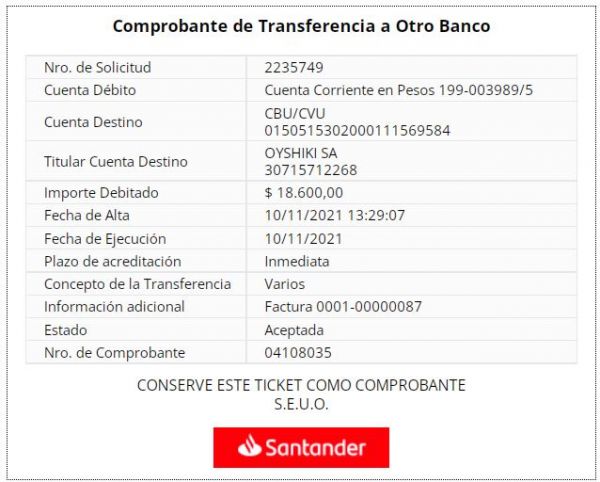 Comprobante de Transferencia a Otro Banco
Nro. de Solicitud 2235749
Cuenta Débito Cuenta Corriente en Pesos 199-003989/5
Cuenta Destino CBU/CVU
0150515302000111569584
Titular Cuenta Destino OYSHIKI SA
30715712268
Importe Debitado $ 18.600,00
Fecha de Alta 10/11/2021 13:29:07
Fecha de Ejecución 10/11/2021
Plazo de acreditación Inmediata
Concepto de la Transferencia Varios
Información adicional Factura 0001-00000087
Estado Aceptada
Nro. de Comprobante 04108035
CONSERVE ESTE TICKET COMO COMPROBANTE
S.E.U.O.
Santander